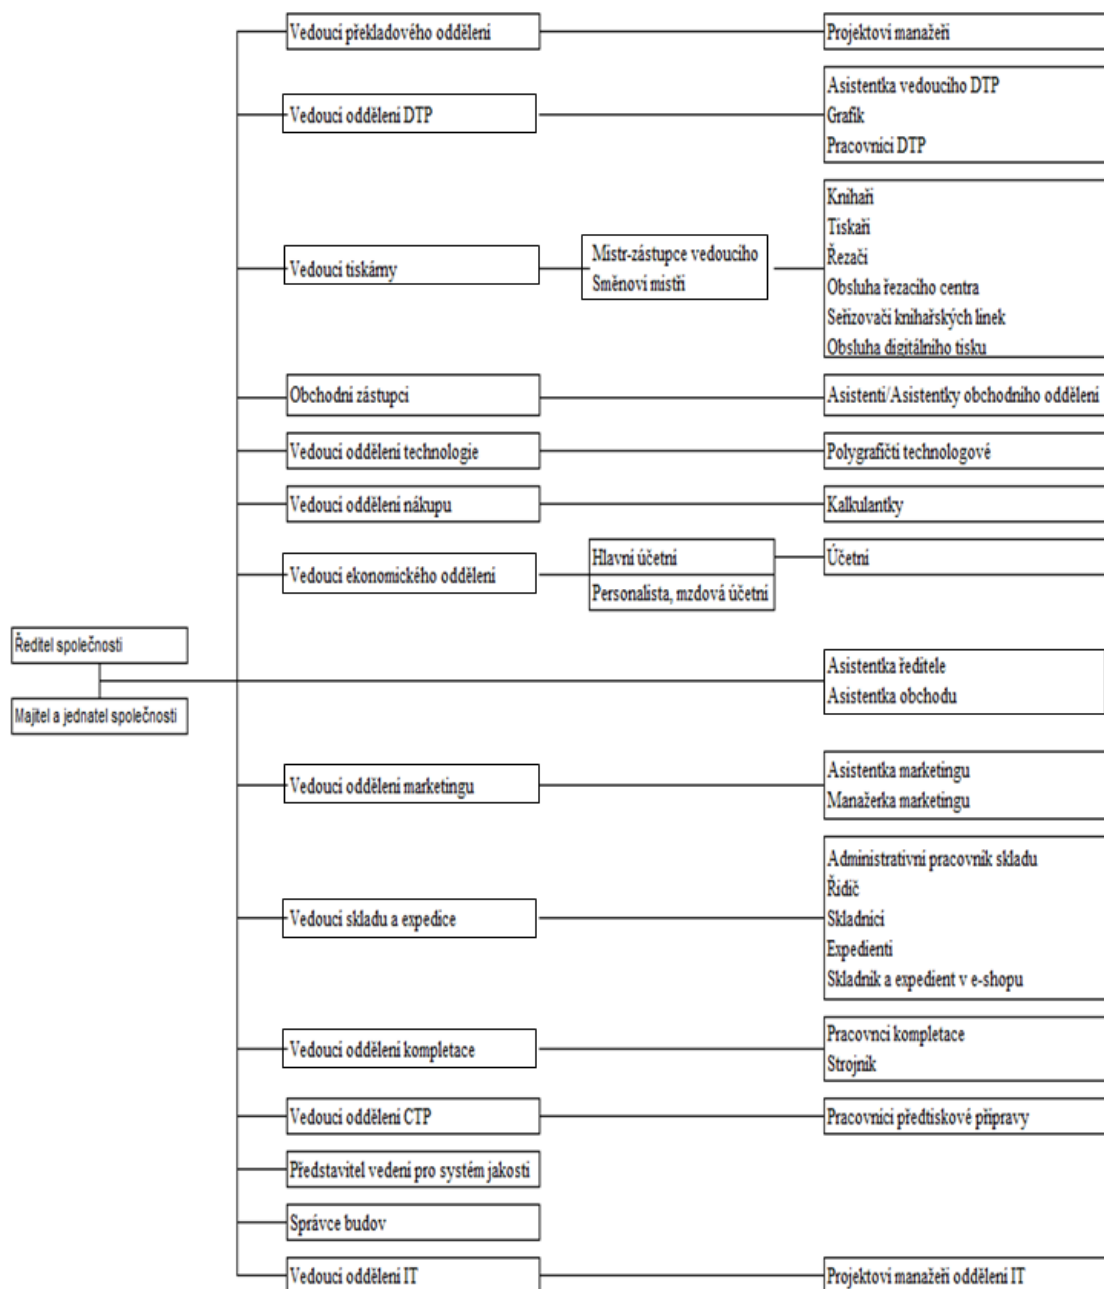 Vedoucí překladového oddělení
Projektoví manažeři
Vedoucí oddělení DTP
Asistentka vedoucího DTP
Grafik
Pracovníci DTP
Vedoucí tiskárny
Mistr-zástupce vedoucího
Směnoví mistři
Knihaři
Tiskaři
Řezači
Obsluha řezacího centra
Seřizovači knihařských linek
Obsluha digitálního tisku
Obchodní zástupci
Asistenti/Asistentky obchodního oddělení
Vedoucí oddělení technologie
Polygrafičtí technologové
Vedoucí oddělení nákupu
Kalkulantky
Vedoucí ekonomického oddělení
Hlavní účetní
Personalista, mzdová účetní
Účetní
Ředitel společnosti
Majitel a jednatel společnosti
Asistentka ředitele
Asistentka obchodu
Vedoucí oddělení marketingu
Asistentka marketingu
Manažerka marketingu
Vedoucí skladu a expedice
Administrativní pracovník skladu
Řidič
Skladníci
Expedienti
Skladník a expedient v e-shopu
Vedoucí oddělení kompletace
Pracovnci kompletace
Strojník
Vedoucí oddělení CTP
Pracovníci předtiskové přípravy
Představitel vedení pro systém jakosti
Správce budov
Vedoucí oddělení IT
Projektoví manažeři oddělení IT